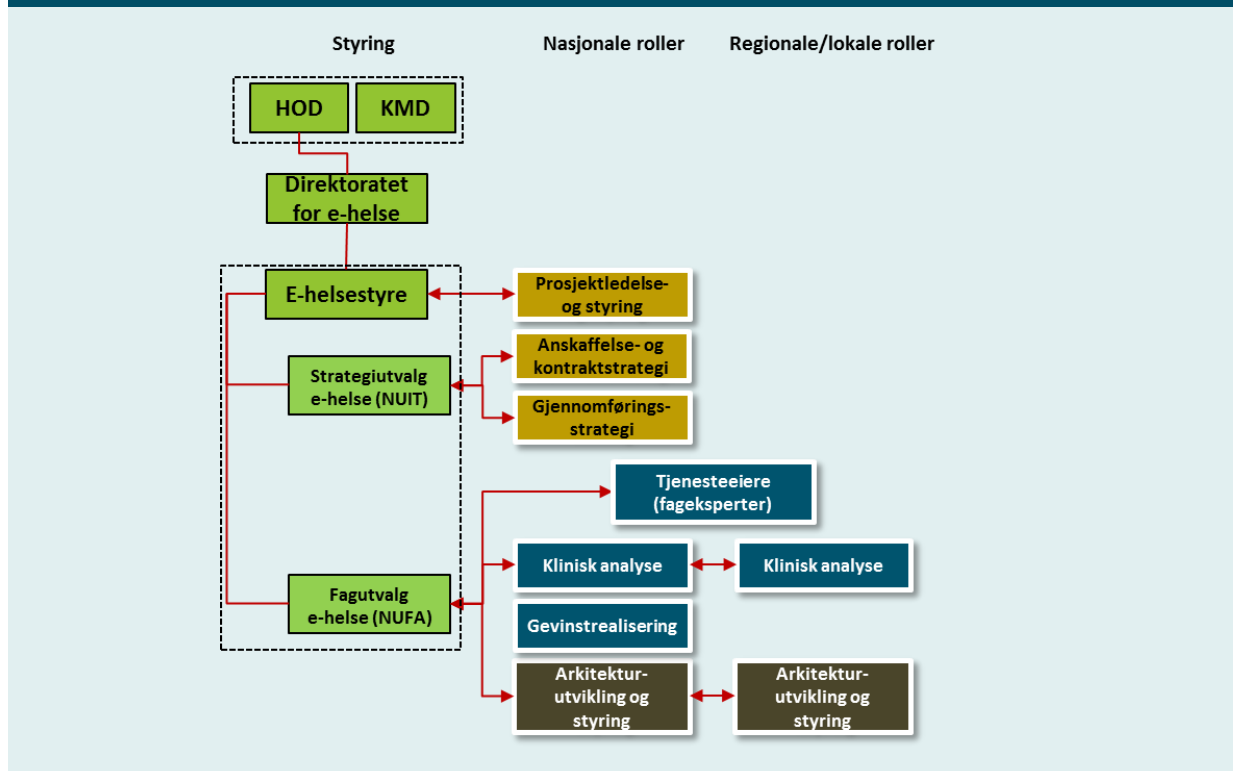 Styring
Nasjonale roller
Regionale/lokale roller
HOD
KMD
Direktoratet
for e-helse
E-helsestyre
Prosjektledelse-
og styring
Strategiutvalg
e-helse (NUIT)
Anskaffelse- og
kontraktstrategi
Gjennomførings-
strategi
Tjenesteeiere
(fageksperter)
Fagutvalg
e-helse (NUFA)
Klinisk analyse
Klinisk analyse
Gevinstrealisering
Arkitektur-
utvikling og
styring
Arkitektur-
utvikling og
styring